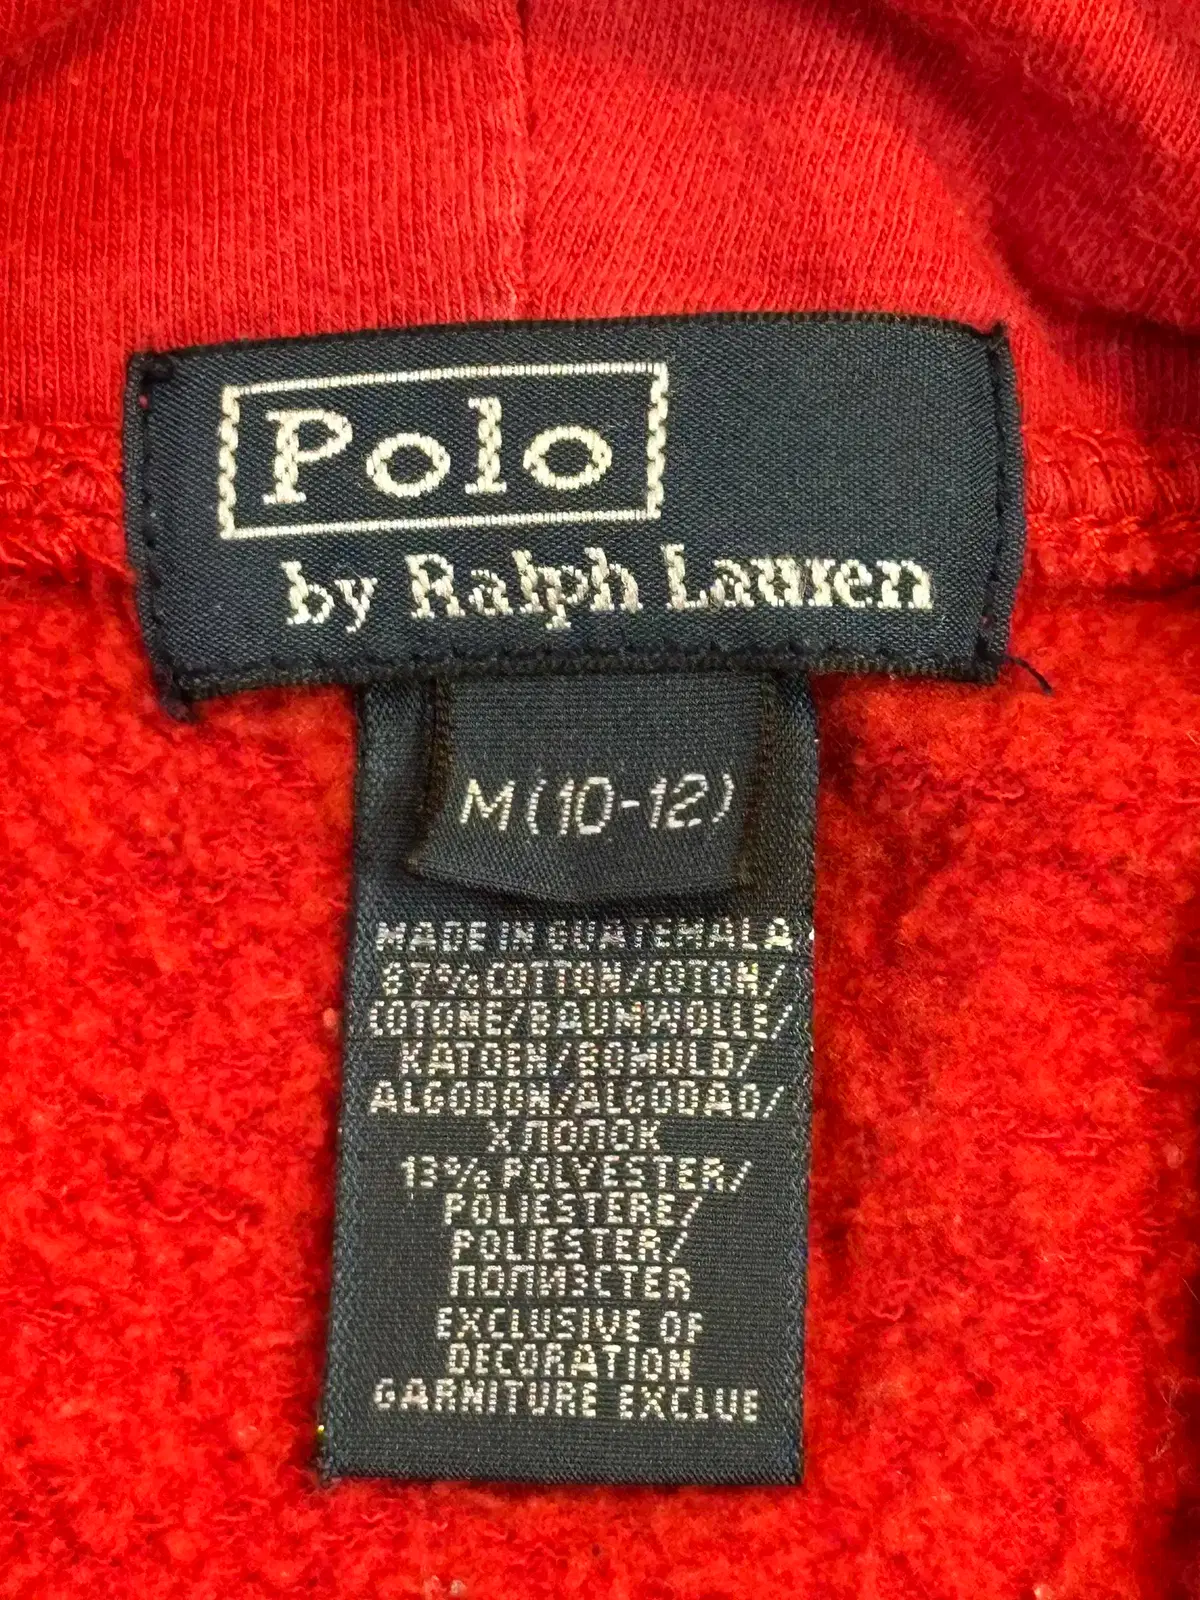 Polo
by Ralph Lauren
M (10-12)
MADE IN GUATEMALA
87% COTTON/COTON/
COTONE/BAUMWOLLE/
KATOEN/BOMULD/
ALGODON/ALGODAO/
ХЛОПОК
13% POLYESTER/
POLIESTERE/
POLIESTER/
ПОЛИЭСТЕР
EXCLUSIVE OF
DECORATION
GARNITURE EXCLUE